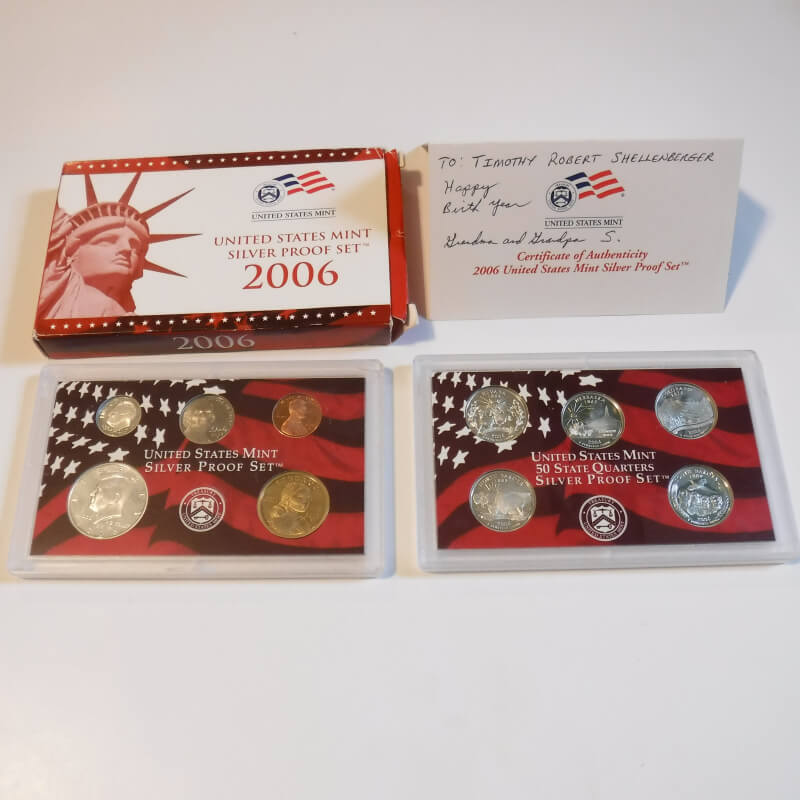 UNITED STATES MINT
UNITED STATES MINT
SILVER PROOF SET™
2006
2006
TO: TIMOTHY ROBERT SHELLENBERGER
Happy
Birth Year
UNITED STATES MINT
Grandma and Grandpa S.
Certificate of Authenticity
2006 United States Mint Silver Proof Set™
UNITED STATES MINT
SILVER PROOF SET™
UNITED STATES MINT
50 STATE QUARTERS
SILVER PROOF SET™
NEBRASKA
1867